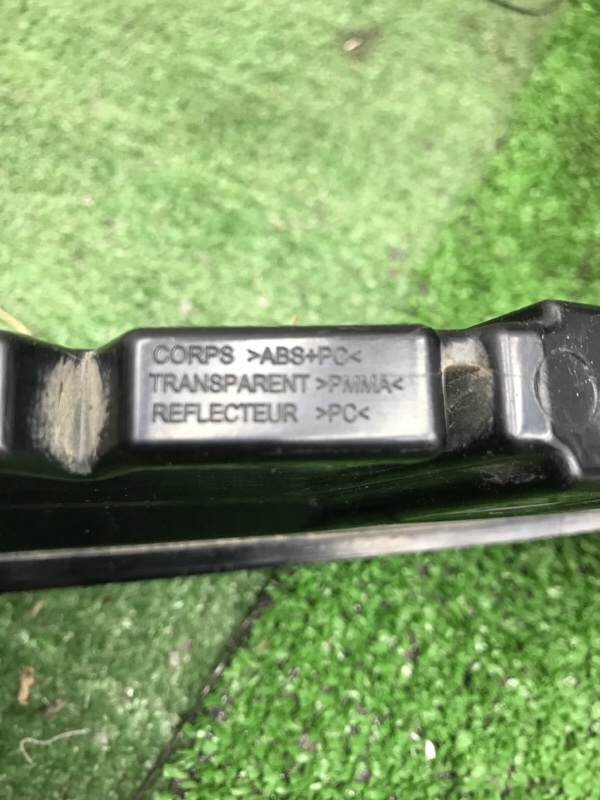 CORPS >ABS+PC<
TRANSPARENT >PMMA<
REFLECTEUR >PC<